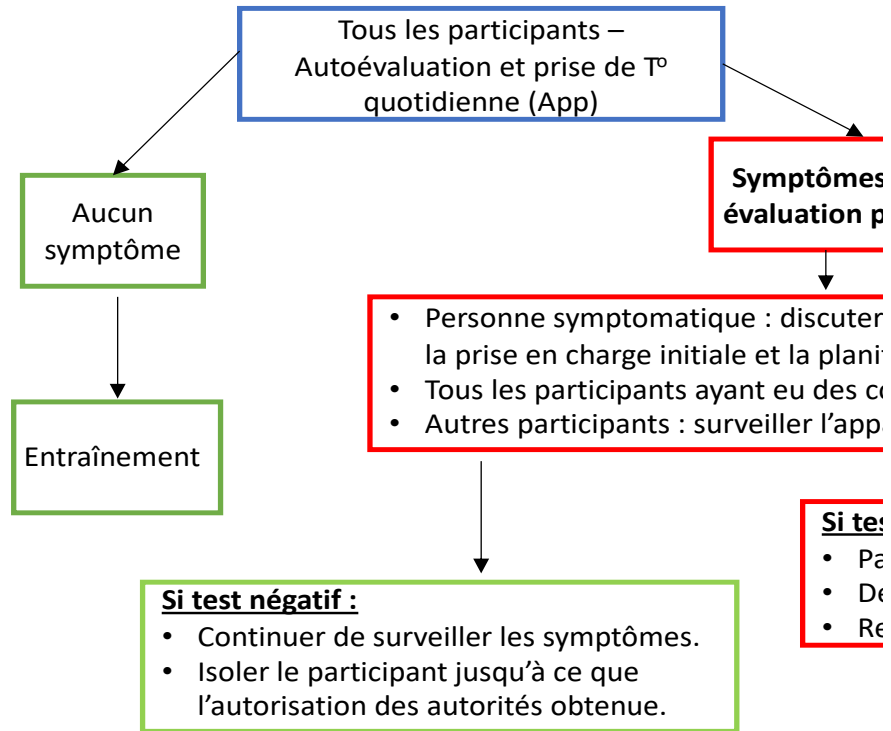 Tous les participants –
Autoévaluation et prise de Tº
quotidienne (App)
Symptômes
évaluation
Aucun
symptôme
• Personne symptomatique : discuter
la prise en charge initiale et la
• Tous les participants ayant eu des
• Autres participants : surveiller
Entraînement
Si
•
•
•
Si test négatif :
• Continuer de surveiller les symptômes.
• Isoler le participant jusqu’à ce que
l’autorisation des autorités obtenue.